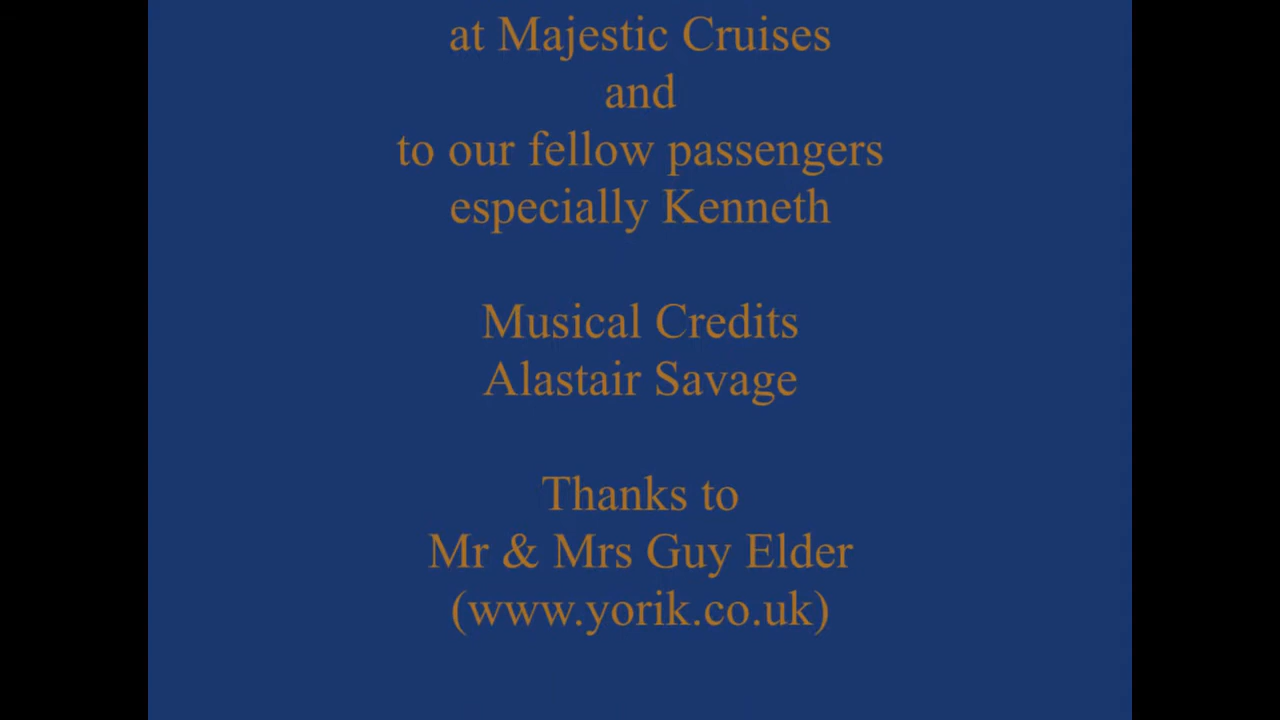 at Majestic Cruises
and
to our fellow passengers
especially Kenneth
Musical Credits
Alastair Savage
Thanks to
Mr & Mrs Guy Elder
(www.yorik.co.uk)